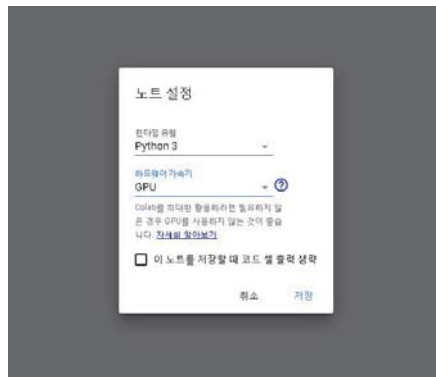 노트 설정
런타임 유형
Python 3
하드웨어 가속기
GPU
Colab를 최대한 활용하려면 필요하지 않
은 경우 GPU를 사용하지 않는 것이 좋습
니다. 자세히 알아보기
이 노트를 저장할 때 코드 셀 출력 생략
취소 저장